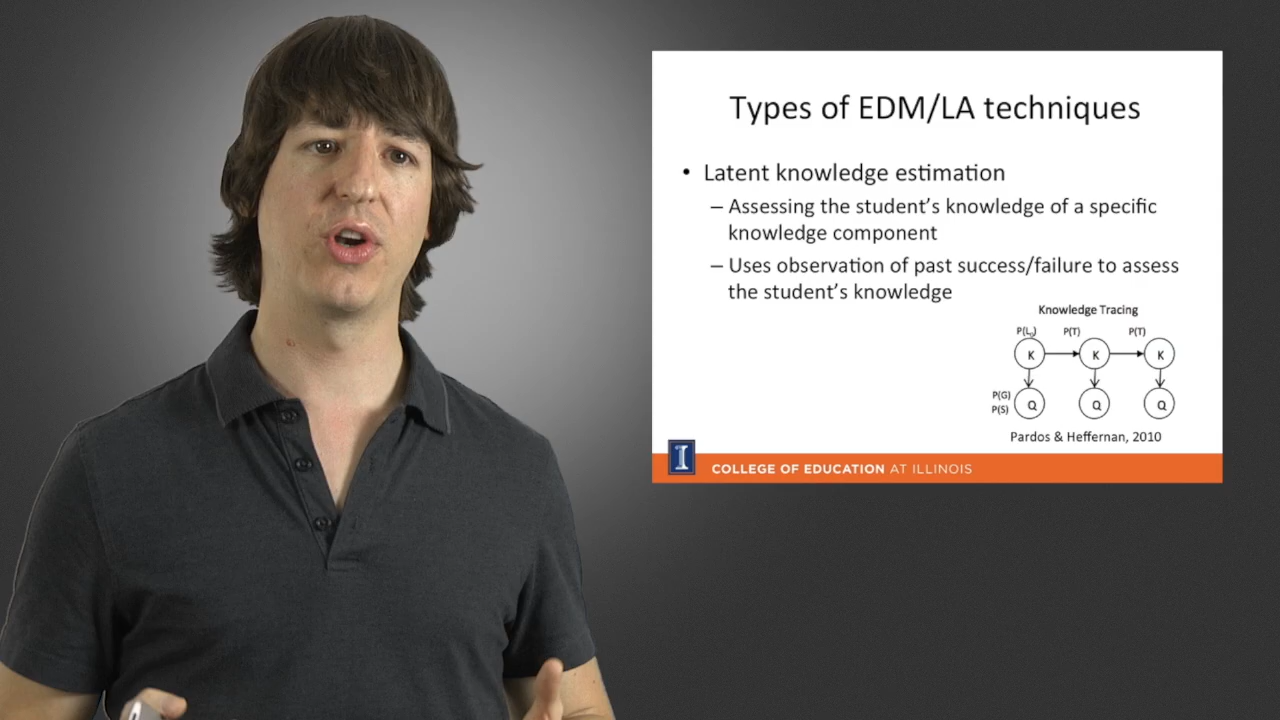 Types of EDM/LA techniques
• Latent knowledge estimation
– Assessing the student's knowledge of a specific
knowledge component
– Uses observation of past success/failure to assess
the student's knowledge
Knowledge Tracing
P(L₀) P(T) P(T)
K K K
P(G)
P(S)
Q Q Q
Pardos & Heffernan, 2010
I COLLEGE OF EDUCATION AT ILLINOIS